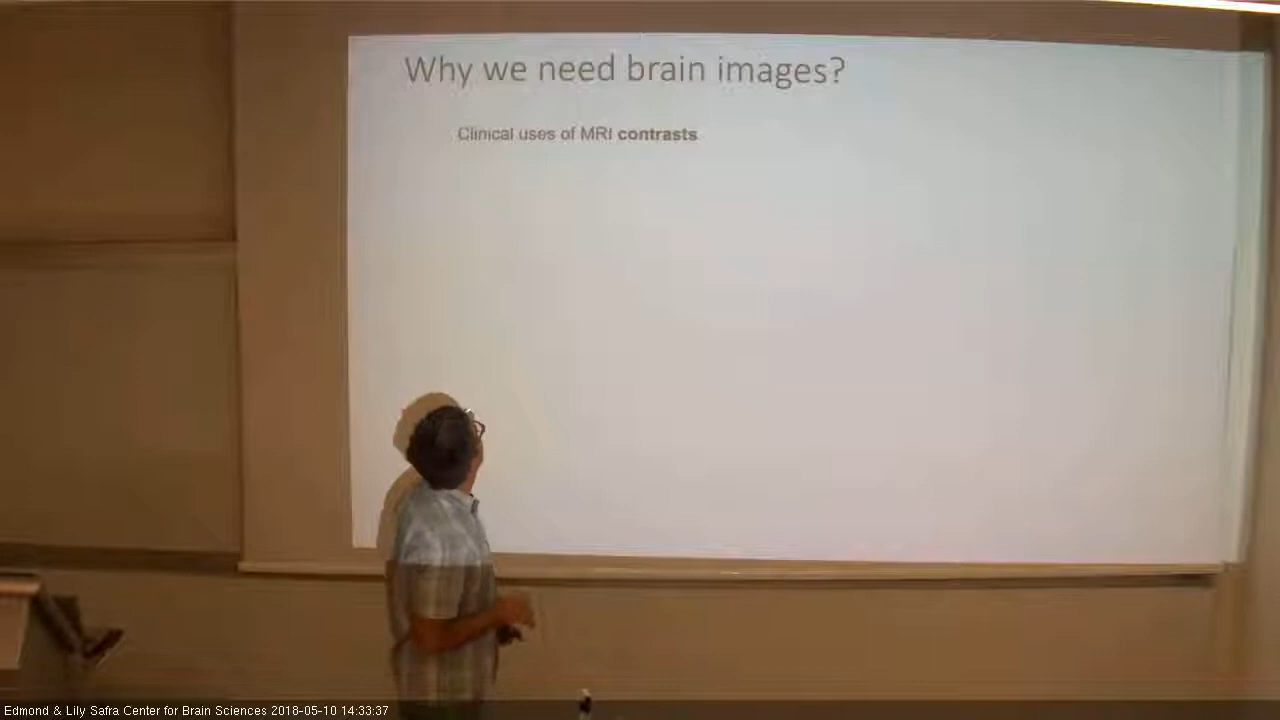 Why we need brain images?
Clinical uses of MRI contrasts
Edmond & Lily Safra Center for Brain Sciences 2018-05-10 14:33:37